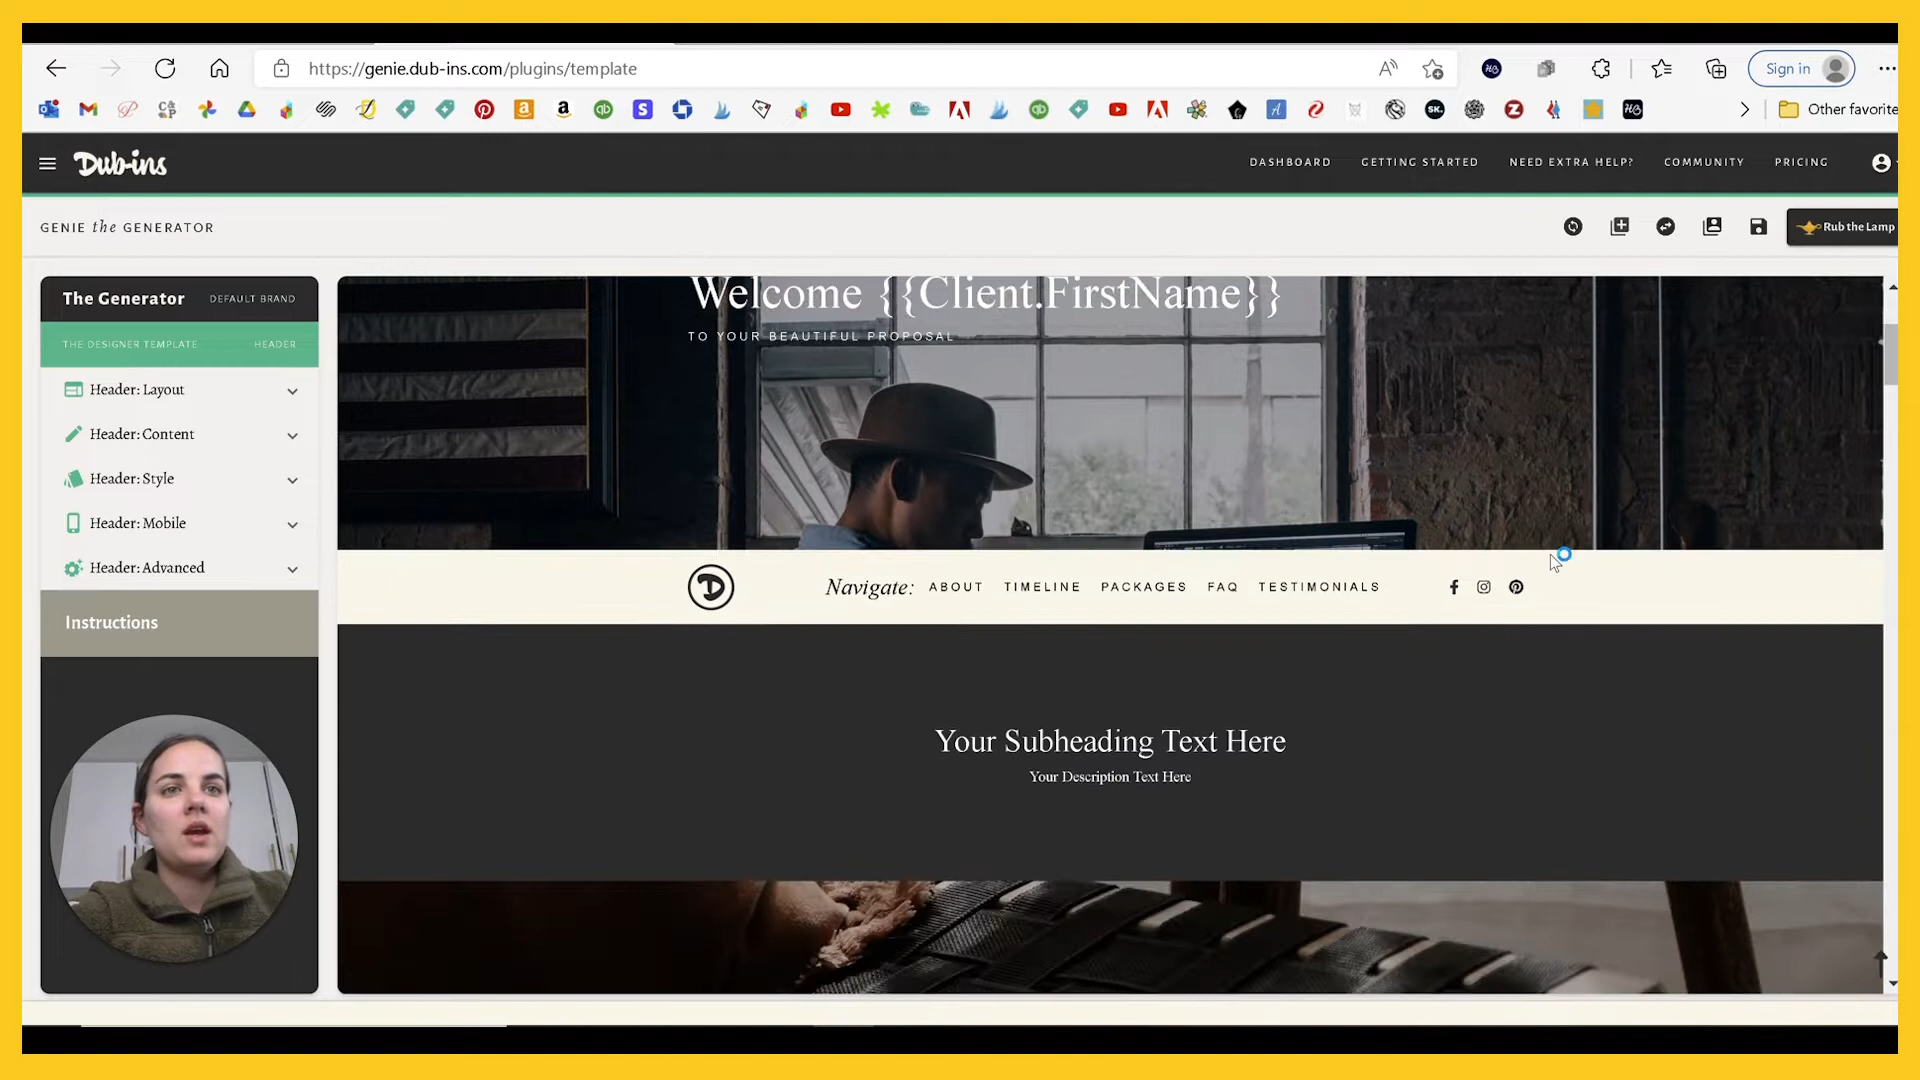 https://genie.dub-ins.com/plugins/template
Sign in
Other favorite
Dub-ins
DASHBOARD GETTING STARTED NEED EXTRA HELP? COMMUNITY PRICING
GENIE the GENERATOR
Rub the Lamp
The Generator DEFAULT BRAND
THE DESIGNER TEMPLATE HEADER
Header: Layout
Header: Content
Header: Style
Header: Mobile
Header: Advanced
Instructions
Welcome {{Client.FirstName}}
TO YOUR BEAUTIFUL PROPOSAL
D
Navigate: ABOUT TIMELINE PACKAGES FAQ TESTIMONIALS
Your Subheading Text Here
Your Description Text Here